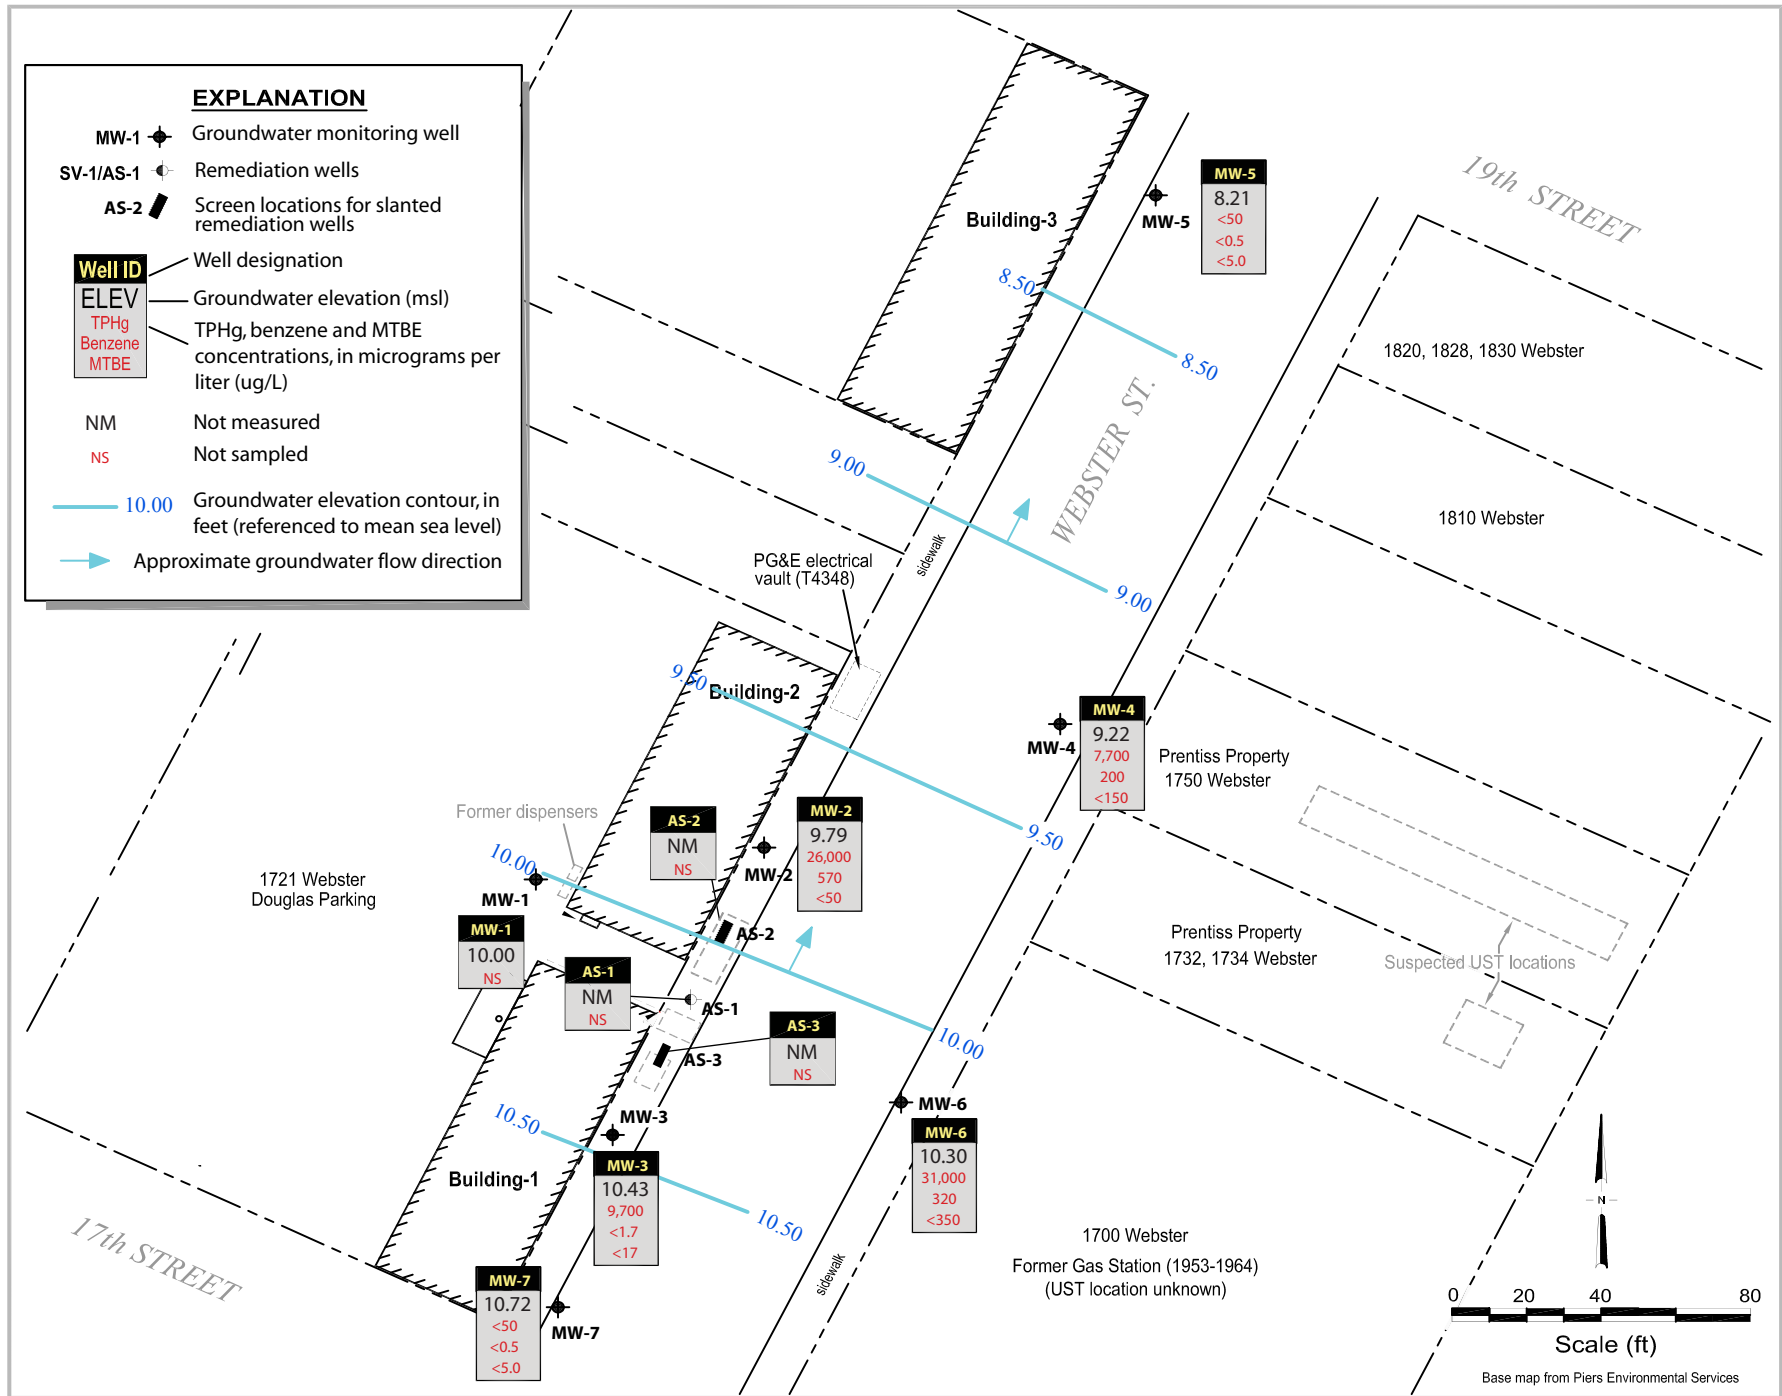 EXPLANATION
MW-1
Groundwater monitoring well
SV-1/AS-1
Remediation wells
AS-2
Screen locations for slanted
remediation wells
Well ID
Well designation
ELEV
Groundwater elevation (msl)
TPHg
Benzene
MTBE
TPHg, benzene and MTBE
concentrations, in micrograms per
liter (ug/L)
NM
Not measured
NS
Not sampled
10.00
Groundwater elevation contour, in
feet (referenced to mean sea level)
Approximate groundwater flow direction
19th STREET
Building-3
MW-5
MW-5
8.21
<50
<0.5
<5.0
8.50
8.50
1820, 1828, 1830 Webster
WEBSTER ST.
9.00
9.00
1810 Webster
sidewalk
PG&E electrical
vault (T4348)
9.50
Building-2
9.50
MW-4
MW-4
9.22
7,700
200
<150
Prentiss Property
1750 Webster
Former dispensers
AS-2
NM
NS
MW-2
MW-2
9.79
26,000
570
<50
10.00
MW-1
1721 Webster
Douglas Parking
MW-1
10.00
NS
AS-2
Prentiss Property
1732, 1734 Webster
Suspected UST locations
AS-1
NM
NS
AS-1
AS-3
NM
NS
AS-3
10.00
10.50
MW-3
MW-6
MW-6
10.30
31,000
320
<350
Building-1
MW-3
10.43
9,700
<1.7
<17
10.50
17th STREET
sidewalk
1700 Webster
Former Gas Station (1953-1964)
(UST location unknown)
MW-7
10.72
<50
<0.5
<5.0
MW-7
N
0 20 40 80
Scale (ft)
Base map from Piers Environmental Services